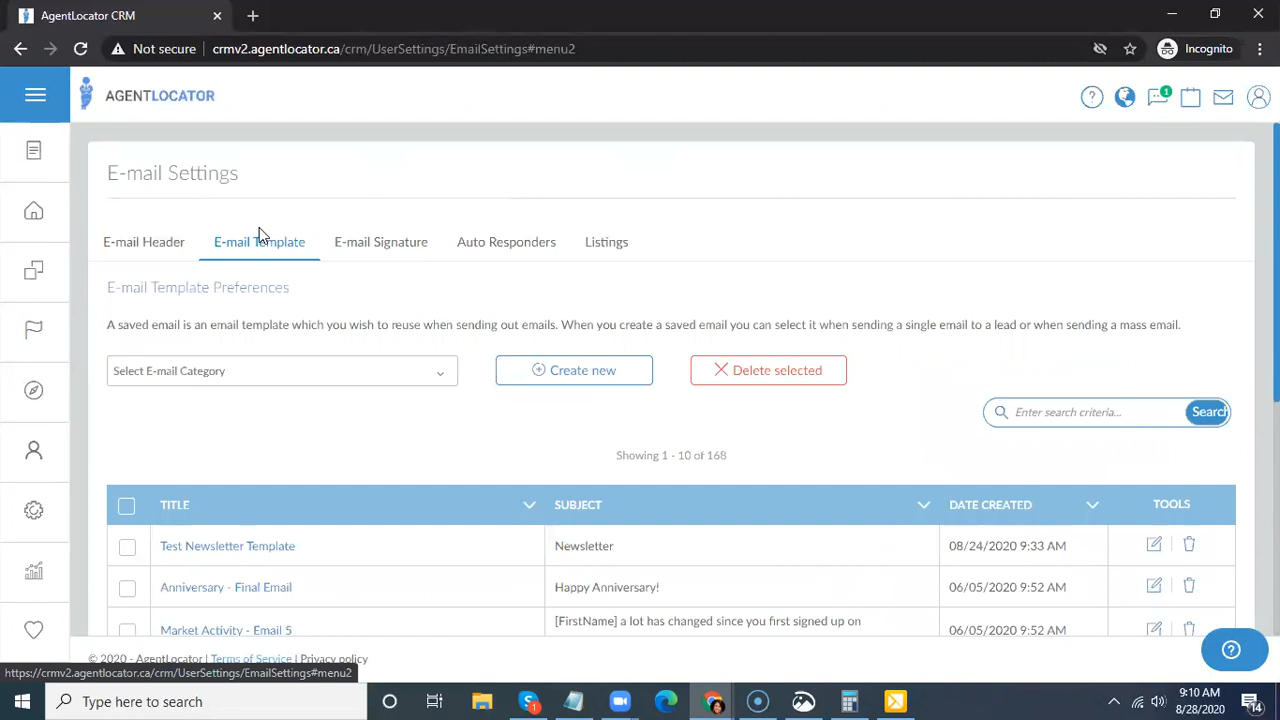 AgentLocator CRM
Not secure
crmv2.agentlocator.ca/crm/UserSettings/EmailSettings#menu2
Incognito
AGENTLOCATOR
1
E-mail Settings
E-mail Header
E-mail Template
E-mail Signature
Auto Responders
Listings
E-mail Template Preferences
A saved email is an email template which you wish to reuse when sending out emails. When you create a saved email you can select it when sending a single email to a lead or when sending a mass email.
Select E-mail Category
Create new
Delete selected
Enter search criteria...
Search
Showing 1 - 10 of 168
TITLE
SUBJECT
DATE CREATED
TOOLS
Test Newsletter Template
Newsletter
08/24/2020 9:33 AM
Anniversary - Final Email
Happy Anniversary!
06/05/2020 9:52 AM
Market Activity - Email 5
[FirstName] a lot has changed since you first signed up on
06/05/2020 9:52 AM
© 2020 - AgentLocator | Terms of Service | Privacy policy
https://crmv2.agentlocator.ca/crm/UserSettings/EmailSettings#menu2
Type here to search
1
9:10 AM
8/28/2020
14